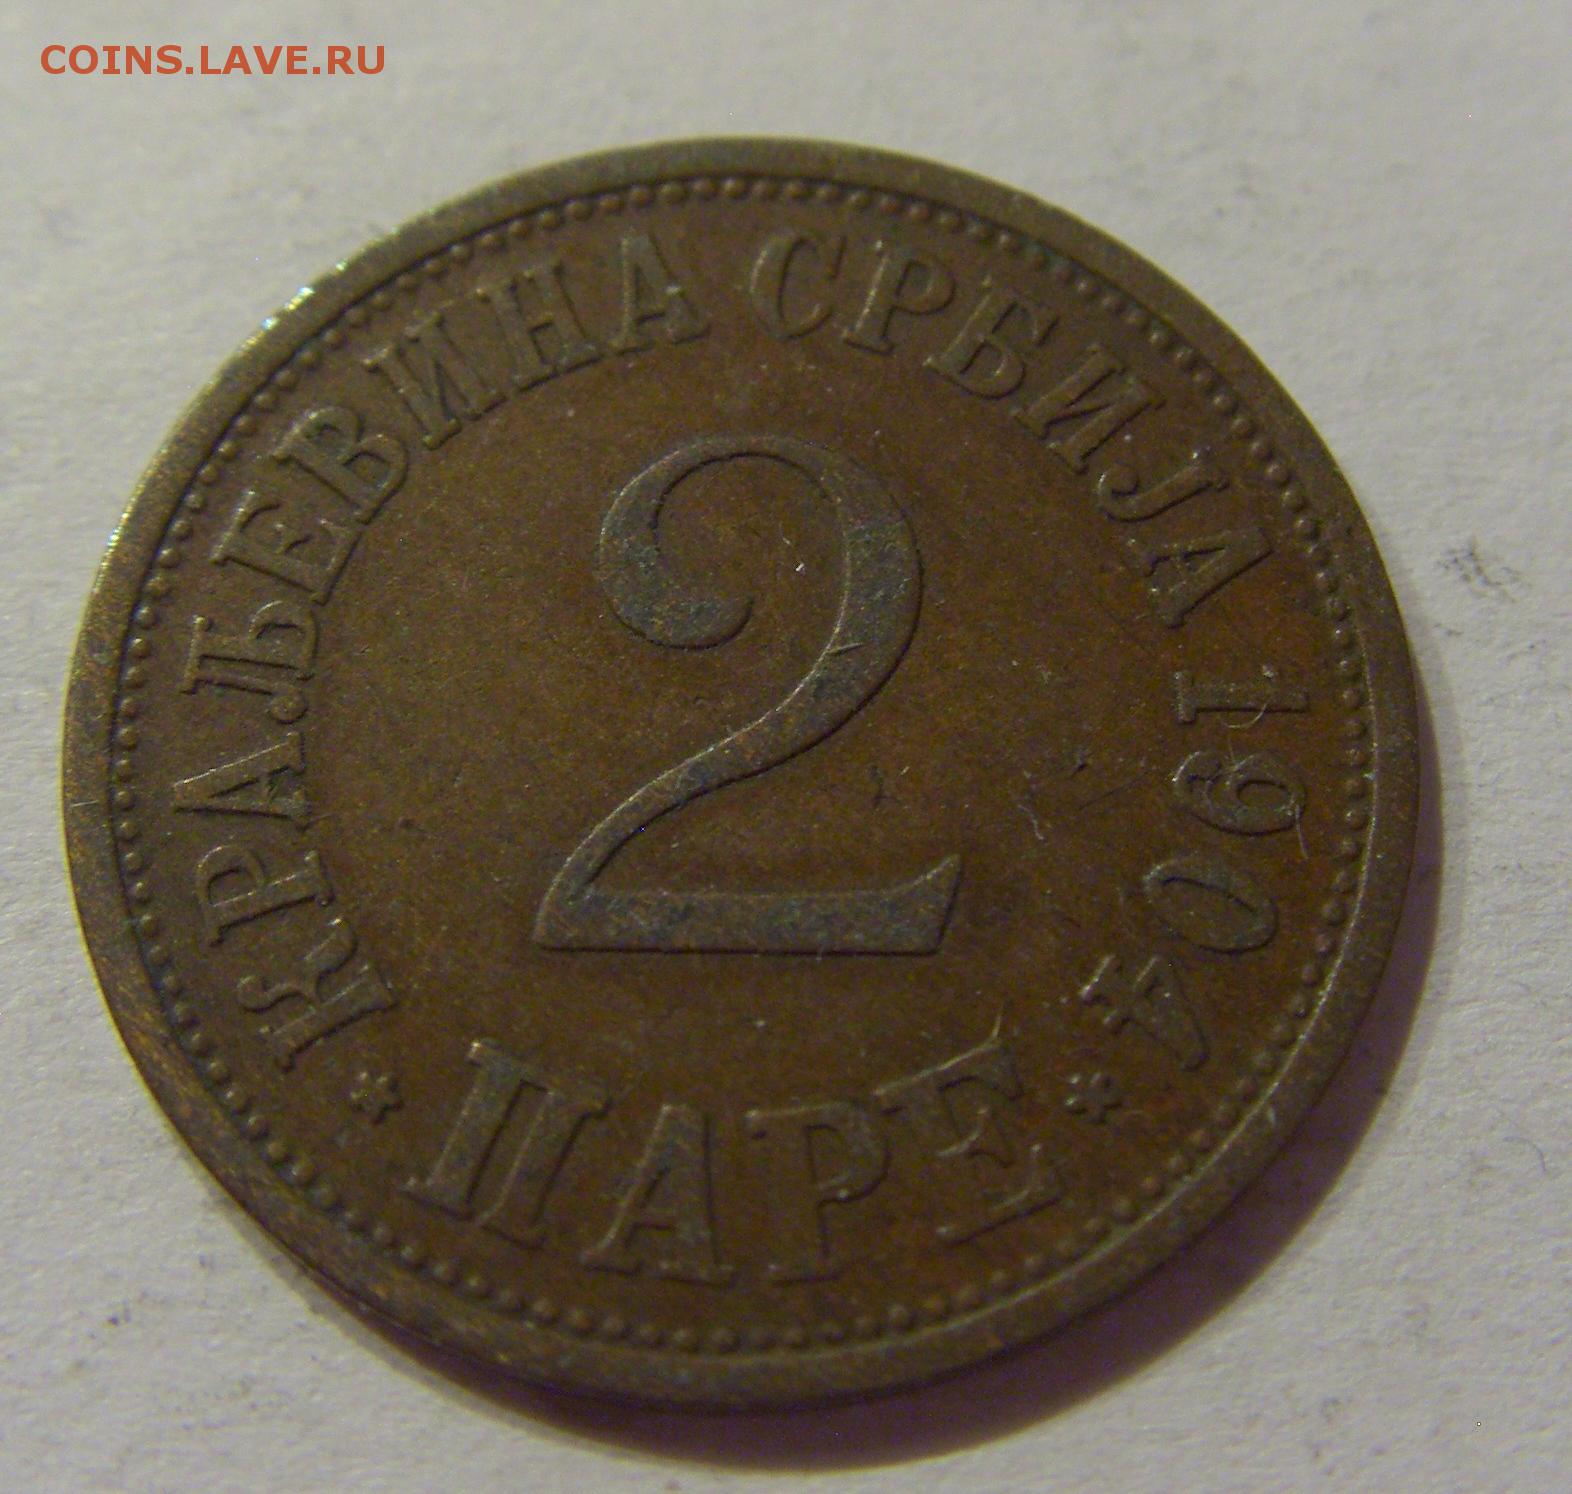 COINS.LAVE.RU
КРАЉЕВИНА СРБИЈА 1904
2
ПАРЕ